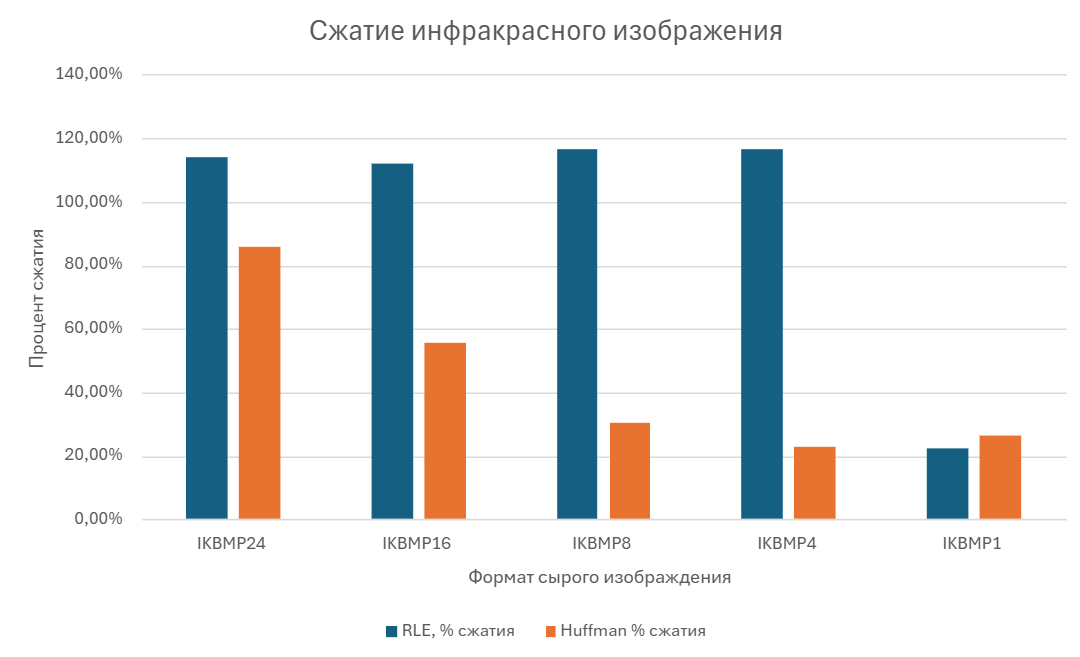 Сжатие инфракрасного изображения
140,00%
120,00%
100,00%
80,00%
60,00%
40,00%
20,00%
0,00%
Процент сжатия
IKBMP24 IKBMP16 IKBMP8 IKBMP4 IKBMP1
Формат сырого изображдения
RLE, % сжатия Huffman % сжатия